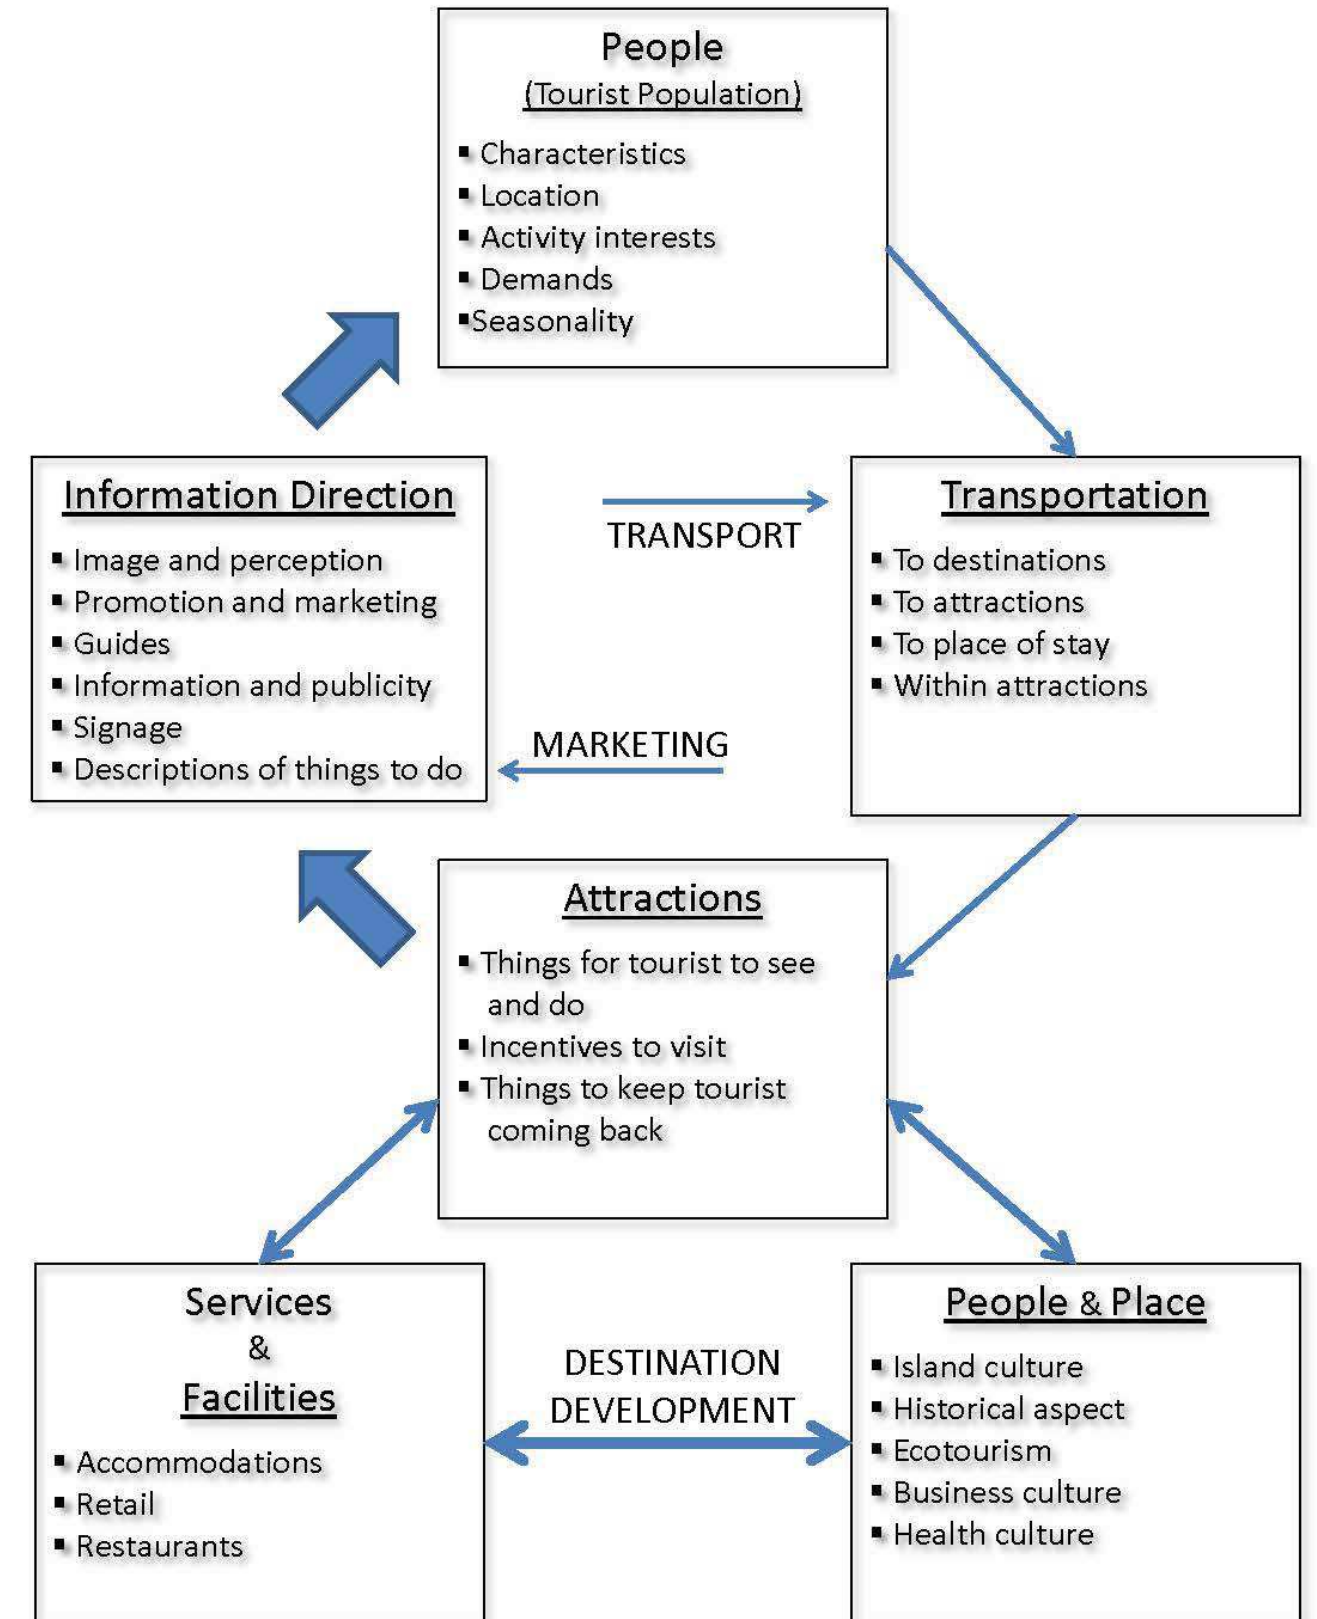 People
(Tourist Population)
▪ Characteristics
▪ Location
▪ Activity interests
▪ Demands
▪Seasonality
Information Direction
▪ Image and perception
▪ Promotion and marketing
▪ Guides
▪ Information and publicity
▪ Signage
▪ Descriptions of things to do
TRANSPORT
MARKETING
Transportation
▪ To destinations
▪ To attractions
▪ To place of stay
▪ Within attractions
Attractions
▪ Things for tourist to see
and do
▪ Incentives to visit
▪ Things to keep tourist
coming back
Services
&
Facilities
▪ Accommodations
▪ Retail
▪ Restaurants
DESTINATION
DEVELOPMENT
People & Place
▪ Island culture
▪ Historical aspect
▪ Ecotourism
▪ Business culture
▪ Health culture